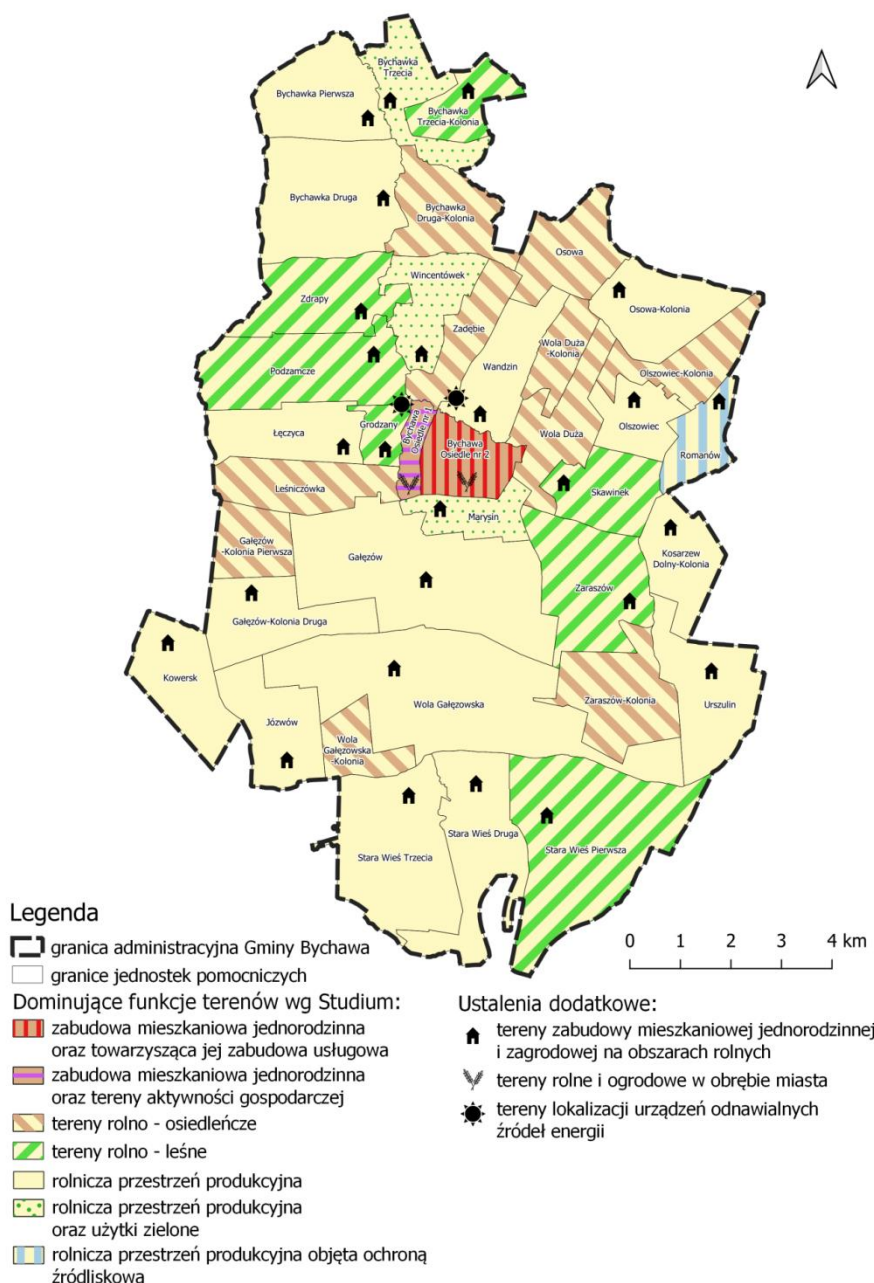 Bychawka
Trzecia
Bychawka Pierwsza
Bychawka
Trzecia-Kolonia
Bychawka Druga
Bychawka
Druga-Kolonia
Osowa
Wincentówek
Zdrapy
Osowa-Kolonia
Zadębie
Wola Duża
-Kolonia
Wandzin
Podzamcze
Olszowiec-Kolonia
Grodzany
Bychawa
Osiedle nr 1
Olszowiec
Łęczyca
Bychawa
Osiedle nr 2
Wola Duża
Romanów
Leśniczówka
Skawinek
Marysin
Gałęzów
-Kolonia Pierwsza
Gałęzów
Kosarzew
Dolny-Kolonia
Zaraszów
Gałęzów-Kolonia Druga
Kowersk
Wola Gałęzowska
Zaraszów-Kolonia
Urszulin
Józwów
Wola
Gałęzowska
-Kolonia
Stara Wieś Druga
Stara Wieś Trzecia
Stara Wieś Pierwsza
0 1 2 4 km
Legenda
granica administracyjna Gminy Bychawa
granice jednostek pomocniczych
Dominujące funkcje terenów wg Studium:
zabudowa mieszkaniowa jednorodzinna
oraz towarzysząca jej zabudowa usługowa
zabudowa mieszkaniowa jednorodzinna
oraz tereny aktywności gospodarczej
tereny rolno - osiedleńcze
tereny rolno - leśne
rolnicza przestrzeń produkcyjna
rolnicza przestrzeń produkcyjna
oraz użytki zielone
rolnicza przestrzeń produkcyjna objęta ochroną
źródliskowa
Ustalenia dodatkowe:
tereny zabudowy mieszkaniowej jednorodzinnej
i zagrodowej na obszarach rolnych
tereny rolne i ogrodowe w obrębie miasta
tereny lokalizacji urządzeń odnawialnych
źródeł energii